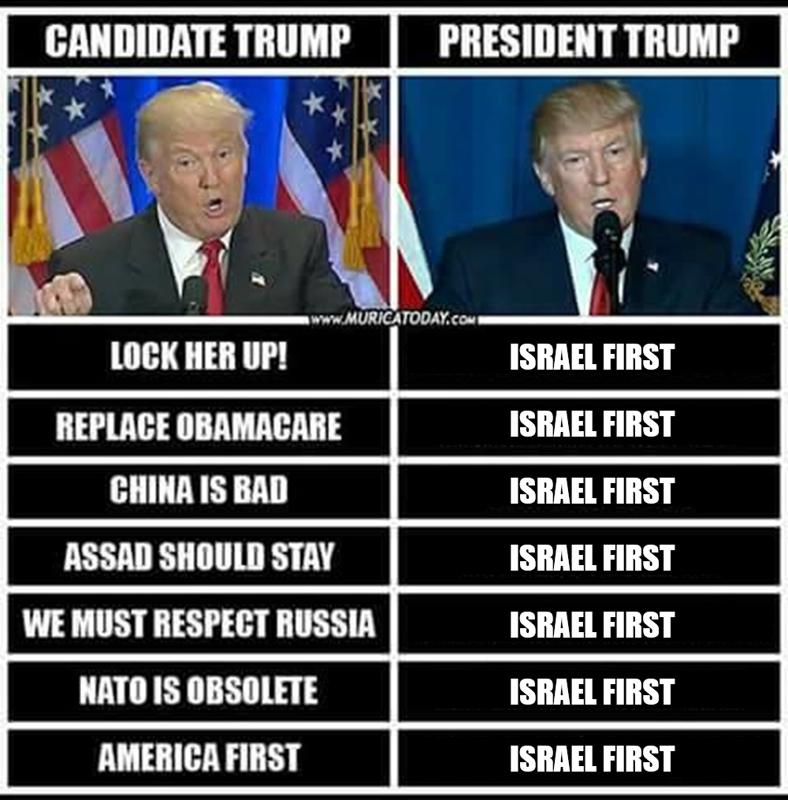 CANDIDATE TRUMP
PRESIDENT TRUMP
www.MURICATODAY.COM
LOCK HER UP!
ISRAEL FIRST
REPLACE OBAMACARE
ISRAEL FIRST
CHINA IS BAD
ISRAEL FIRST
ASSAD SHOULD STAY
ISRAEL FIRST
WE MUST RESPECT RUSSIA
ISRAEL FIRST
NATO IS OBSOLETE
ISRAEL FIRST
AMERICA FIRST
ISRAEL FIRST